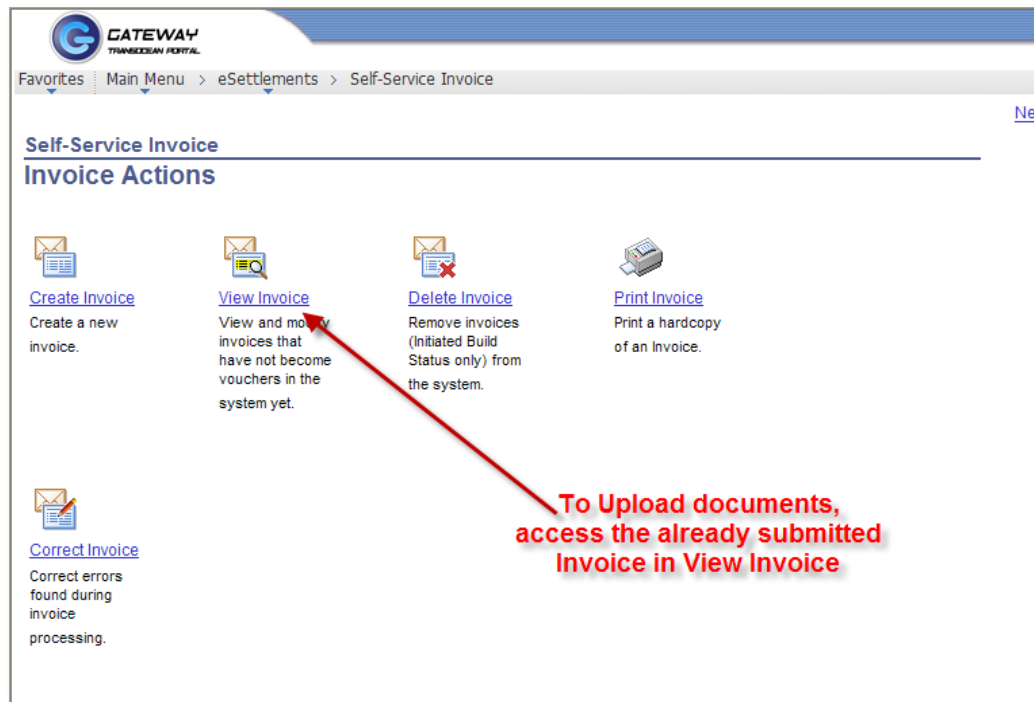 GATEWAY
TRANSOCEAN PORTAL
Favorites Main Menu > eSettlements > Self-Service Invoice
Ne
Self-Service Invoice
Invoice Actions
Create Invoice
Create a new
invoice.
View Invoice
View and modify
invoices that
have not become
vouchers in the
system yet.
Delete Invoice
Remove invoices
(Initiated Build
Status only) from
the system.
Print Invoice
Print a hardcopy
of an Invoice.
To Upload documents,
access the already submitted
Invoice in View Invoice
Correct Invoice
Correct errors
found during
invoice
processing.